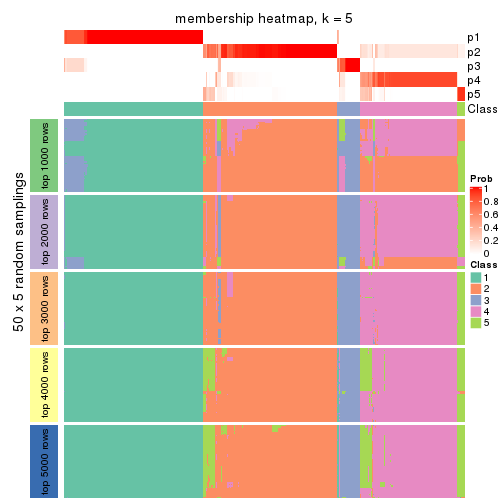 membership heatmap, k = 5
p1
p2
p3
p4
p5
Class
50 x 5 random samplings
top 1000 rows
top 2000 rows
top 3000 rows
top 4000 rows
top 5000 rows
Prob
1
0.8
0.6
0.4
0.2
0
Class
1
2
3
4
5